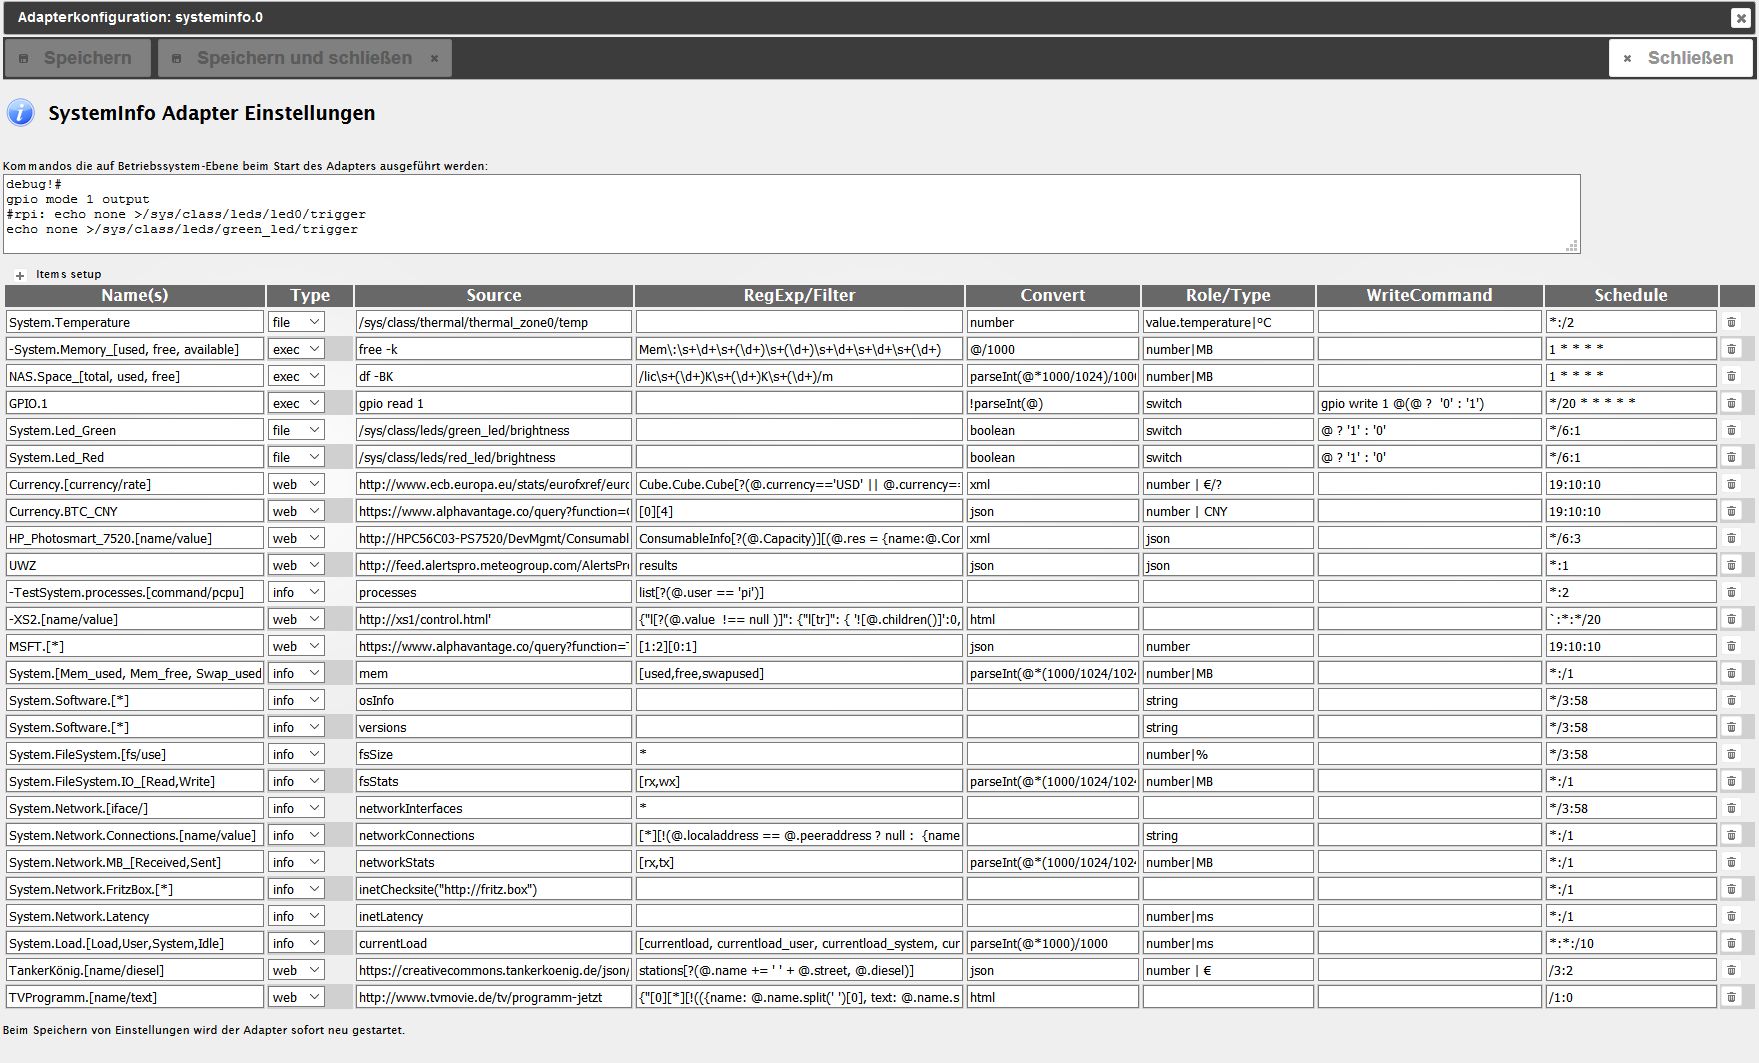 Adapterkonfiguration: systeminfo.0
Speichern Speichern und schließen Schließen
SystemInfo Adapter Einstellungen
Kommandos die auf Betriebssystem-Ebene beim Start des Adapters ausgeführt werden:
debug!#
gpio mode 1 output
#rpi: echo none >/sys/class/leds/led0/trigger
echo none >/sys/class/leds/green_led/trigger
Items setup
Name(s) Type Source RegExp/Filter Convert Role/Type WriteCommand Schedule
System.Temperature file /sys/class/thermal/thermal_zone0/temp number value.temperature|°C *:/2
-System.Memory_[used, free, available] exec free -k Mem\:\s+\d+\s+(\d+)\s+(\d+)\s+\d+\s+\d+\s+(\d+) @/1000 number|MB 1 * * * *
NAS.Space_[total, used, free] exec df -BK /lic\s+(\d+)K\s+(\d+)K\s+(\d+)/m parseInt(@*1000/1024)/100( number|MB 1 * * * *
GPIO.1 exec gpio read 1 !parseInt(@) switch gpio write 1 @(@ ? '0' : '1') */20 * * * * *
System.Led_Green file /sys/class/leds/green_led/brightness boolean switch @ ? '1' : '0' */6:1
System.Led_Red file /sys/class/leds/red_led/brightness boolean switch @ ? '1' : '0' */6:1
Currency.[currency/rate] web http://www.ecb.europa.eu/stats/eurofxref/euro Cube.Cube.Cube[?(@.currency=='USD' || @.currency== xml number | €/? 19:10:10
Currency.BTC_CNY web https://www.alphavantage.co/query?function= [0][4] json number | CNY 19:10:10
HP_Photosmart_7520.[name/value] web http://HPC56C03-PS7520/DevMgmt/Consumabl ConsumableInfo[?(@.Capacity)][(@.res = {name:@.Cor xml json */6:3
UWZ web http://feed.alertspro.meteogroup.com/AlertsPro results json json *:1
-TestSystem.processes.[command/pcpu] info processes list[?(@.user == 'pi')] *:2
-XS2.[name/value] web http://xs1/control.html' {"l[?(@.value !== null )]": {"l[tr]": { '![@.children()]':0, html `:*:*/20
MSFT.[*] web https://www.alphavantage.co/query?function= [1:2][0:1] json number 19:10:10
System.[Mem_used, Mem_free, Swap_used info mem [used,free,swapused] parseInt(@*(1000/1024/102 number|MB *:/1
System.Software.[*] info osInfo string */3:58
System.Software.[*] info versions string */3:58
System.FileSystem.[fs/use] info fsSize * number|% */3:58
System.FileSystem.IO_[Read,Write] info fsStats [rx,wx] parseInt(@*(1000/1024/102 number|MB *:/1
System.Network.[iface/] info networkInterfaces * */3:58
System.Network.Connections.[name/value] info networkConnections [*][!(@.localaddress == @.peeraddress ? null : {name string *:/1
System.Network.MB_[Received,Sent] info networkStats [rx,tx] parseInt(@*(1000/1024/102 number|MB *:/1
System.Network.FritzBox.[*] info inetChecksite("http://fritz.box") *:/1
System.Network.Latency info inetLatency number|ms *:/1
System.Load.[Load,User,System,Idle] info currentLoad [currentload, currentload_user, currentload_system, cur parseInt(@*1000)/1000 number|ms *:*:/10
TankerKönig.[name/diesel] web https://creativecommons.tankerkoenig.de/json/ stations[?(@.name += ' ' + @.street, @.diesel)] json number | € /3:2
TVProgramm.[name/text] web http://www.tvmovie.de/tv/programm-jetzt {"[0][*][!(({name: @.name.split(' ')[0], text: @.name.s html /1:0
Beim Speichern von Einstellungen wird der Adapter sofort neu gestartet.